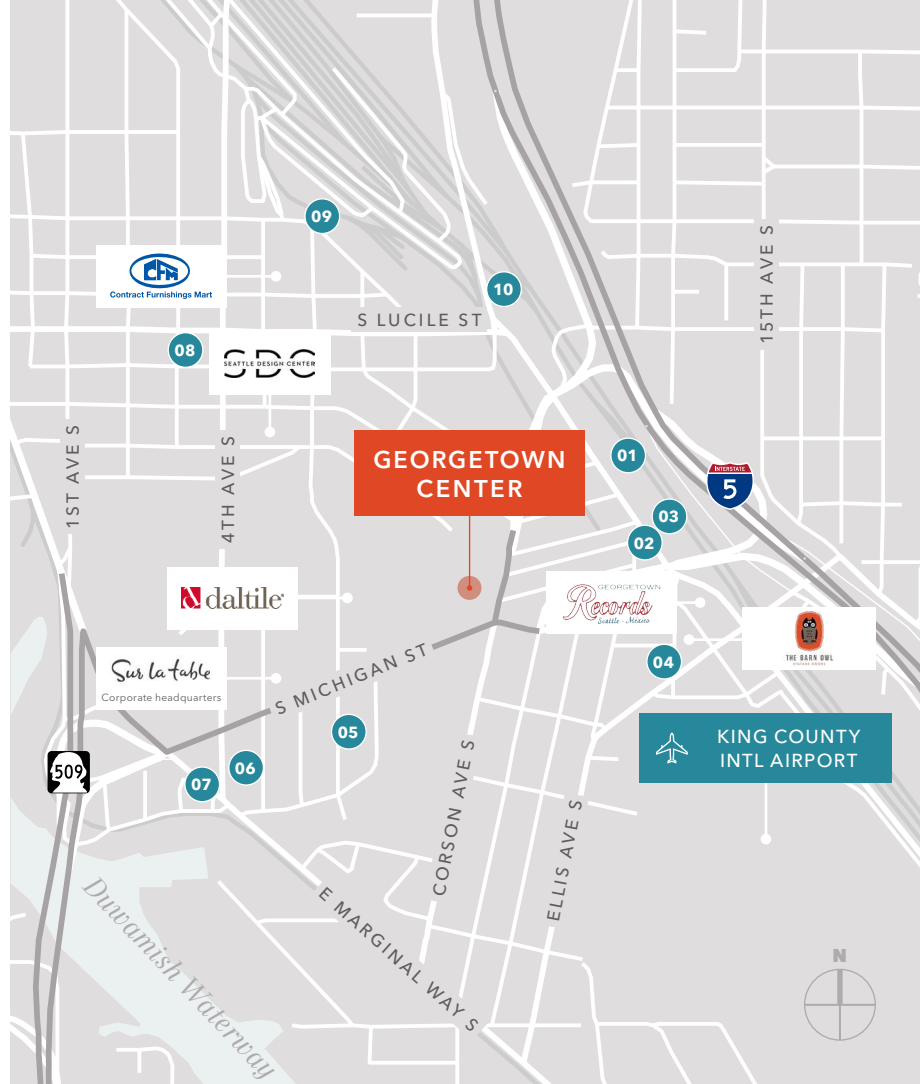 09
CFM
Contract Furnishings Mart
10
S LUCILE ST
15TH AVE S
08
SDC
SEATTLE DESIGN CENTER
1ST AVE S
4TH AVE S
GEORGETOWN
CENTER
01
INTERSTATE
5
03
02
daltile
GEORGETOWN
Records
Seattle - México
THE BARN OWL
VINTAGE GOODS
Sur la table
Corporate headquarters
04
S MICHIGAN ST
05
KING COUNTY
INTL AIRPORT
06
07
509
CORSON AVE S
ELLIS AVE S
E MARGINAL WAY S
Duwamish Waterway
N